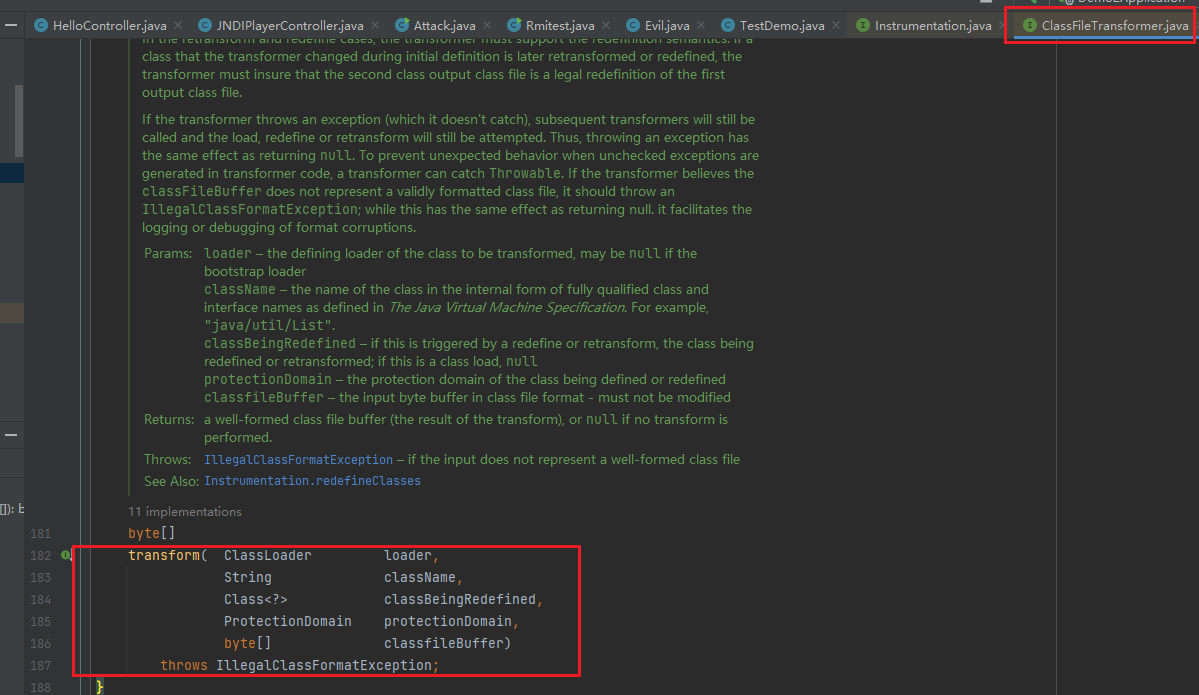 DemoEApplication
HelloController.java JNDIPlayerController.java Attack.java Rmitest.java Evil.java TestDemo.java Instrumentation.java ClassFileTransformer.java
In the retransform and redefine cases, the transformer must support the redefinition semantics. If a
class that the transformer changed during initial definition is later retransformed or redefined, the
transformer must insure that the second class output class file is a legal redefinition of the first
output class file.
If the transformer throws an exception (which it doesn't catch), subsequent transformers will still be
called and the load, redefine or retransform will still be attempted. Thus, throwing an exception has
the same effect as returning null. To prevent unexpected behavior when unchecked exceptions are
generated in transformer code, a transformer can catch Throwable. If the transformer believes the
classFileBuffer does not represent a validly formatted class file, it should throw an
IllegalClassFormatException; while this has the same effect as returning null. it facilitates the
logging or debugging of format corruptions.
Params: loader – the defining loader of the class to be transformed, may be null if the
bootstrap loader
className – the name of the class in the internal form of fully qualified class and
interface names as defined in The Java Virtual Machine Specification. For example,
"java/util/List".
classBeingRedefined – if this is triggered by a redefine or retransform, the class being
redefined or retransformed; if this is a class load, null
protectionDomain – the protection domain of the class being defined or redefined
classfileBuffer – the input byte buffer in class file format - must not be modified
Returns: a well-formed class file buffer (the result of the transform), or null if no transform is
performed.
Throws: IllegalClassFormatException – if the input does not represent a well-formed class file
See Also: Instrumentation.redefineClasses
[]): b
11 implementations
181 byte[]
182 transform( ClassLoader loader,
183 String className,
184 Class<?> classBeingRedefined,
185 ProtectionDomain protectionDomain,
186 byte[] classfileBuffer)
187 throws IllegalClassFormatException;
188 }